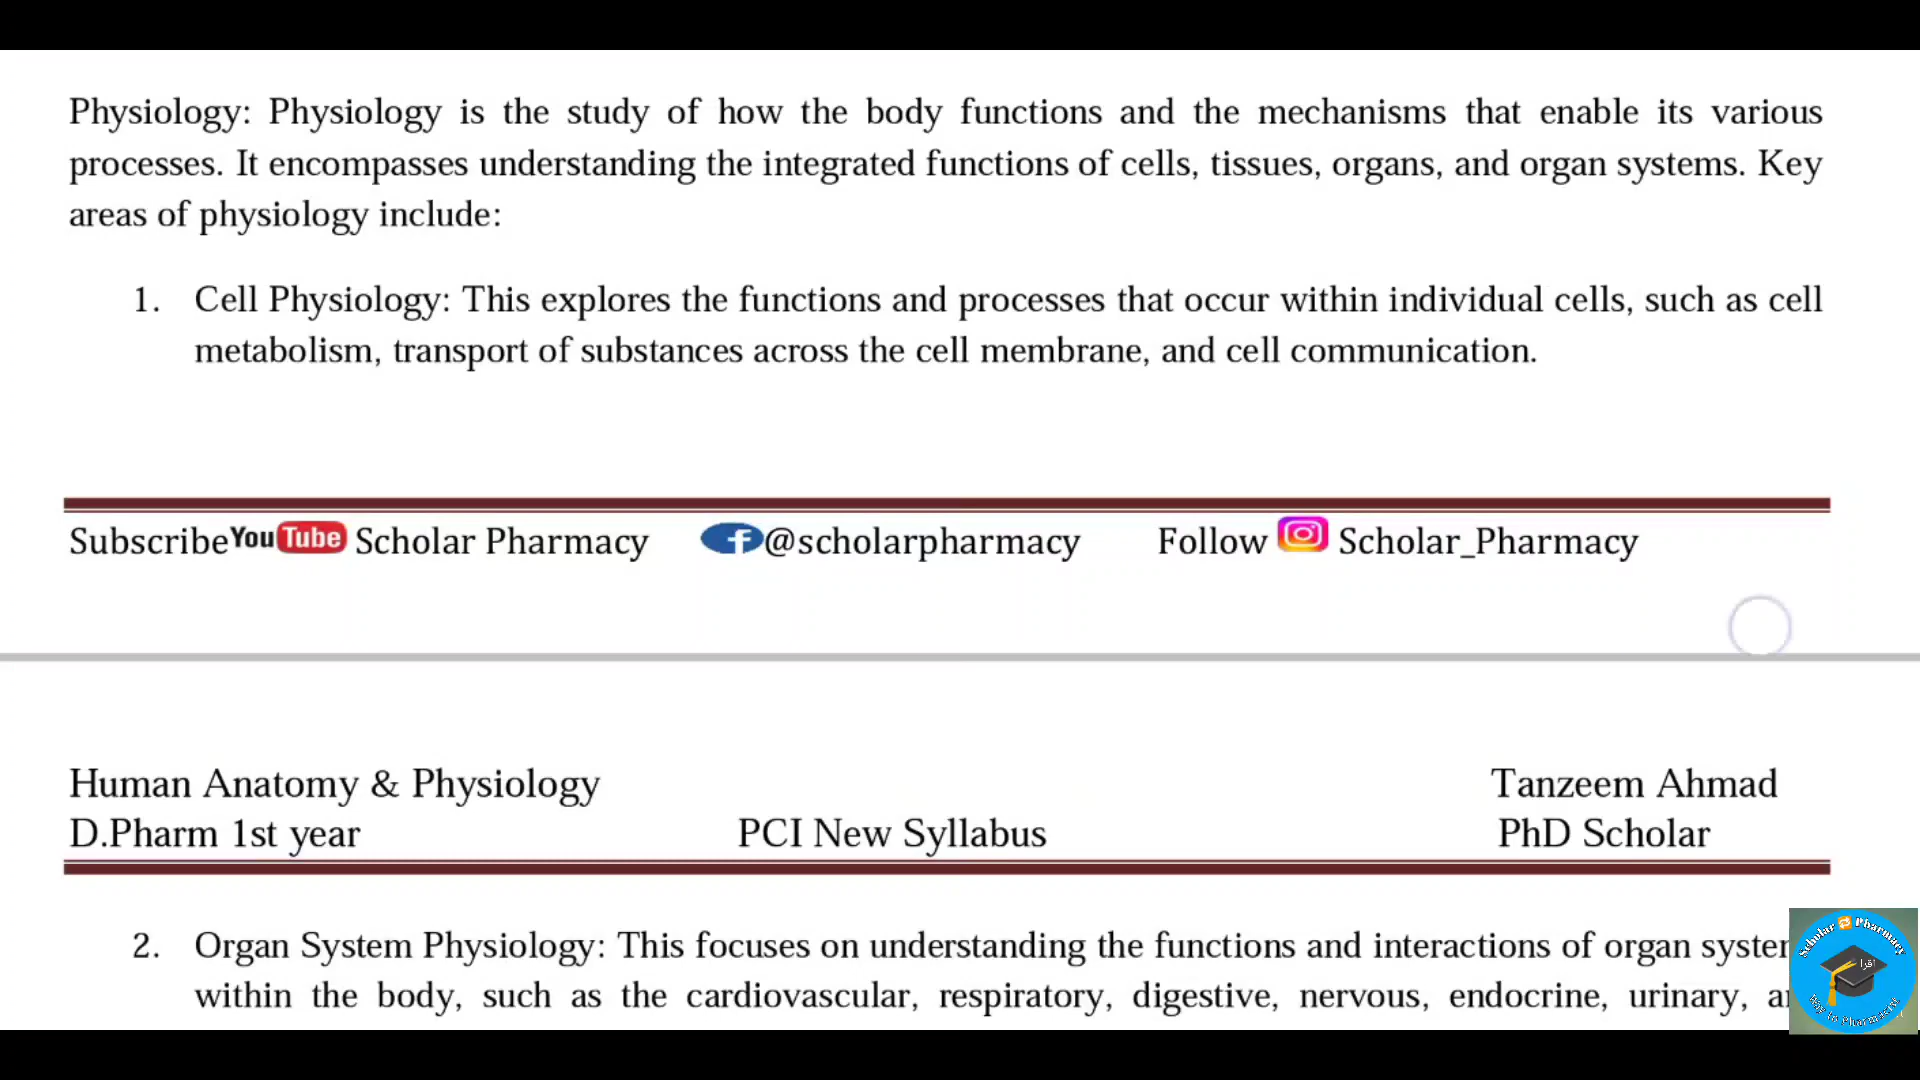 Physiology: Physiology is the study of how the body functions and the mechanisms that enable its various
processes. It encompasses understanding the integrated functions of cells, tissues, organs, and organ systems. Key
areas of physiology include:
1. Cell Physiology: This explores the functions and processes that occur within individual cells, such as cell
metabolism, transport of substances across the cell membrane, and cell communication.
Subscribe YouTube Scholar Pharmacy f @scholarpharmacy Follow Scholar_Pharmacy
Human Anatomy & Physiology Tanzeem Ahmad
D.Pharm 1st year PCI New Syllabus PhD Scholar
2. Organ System Physiology: This focuses on understanding the functions and interactions of organ system
within the body, such as the cardiovascular, respiratory, digestive, nervous, endocrine, urinary,
Scholar Pharmacy
اقرا